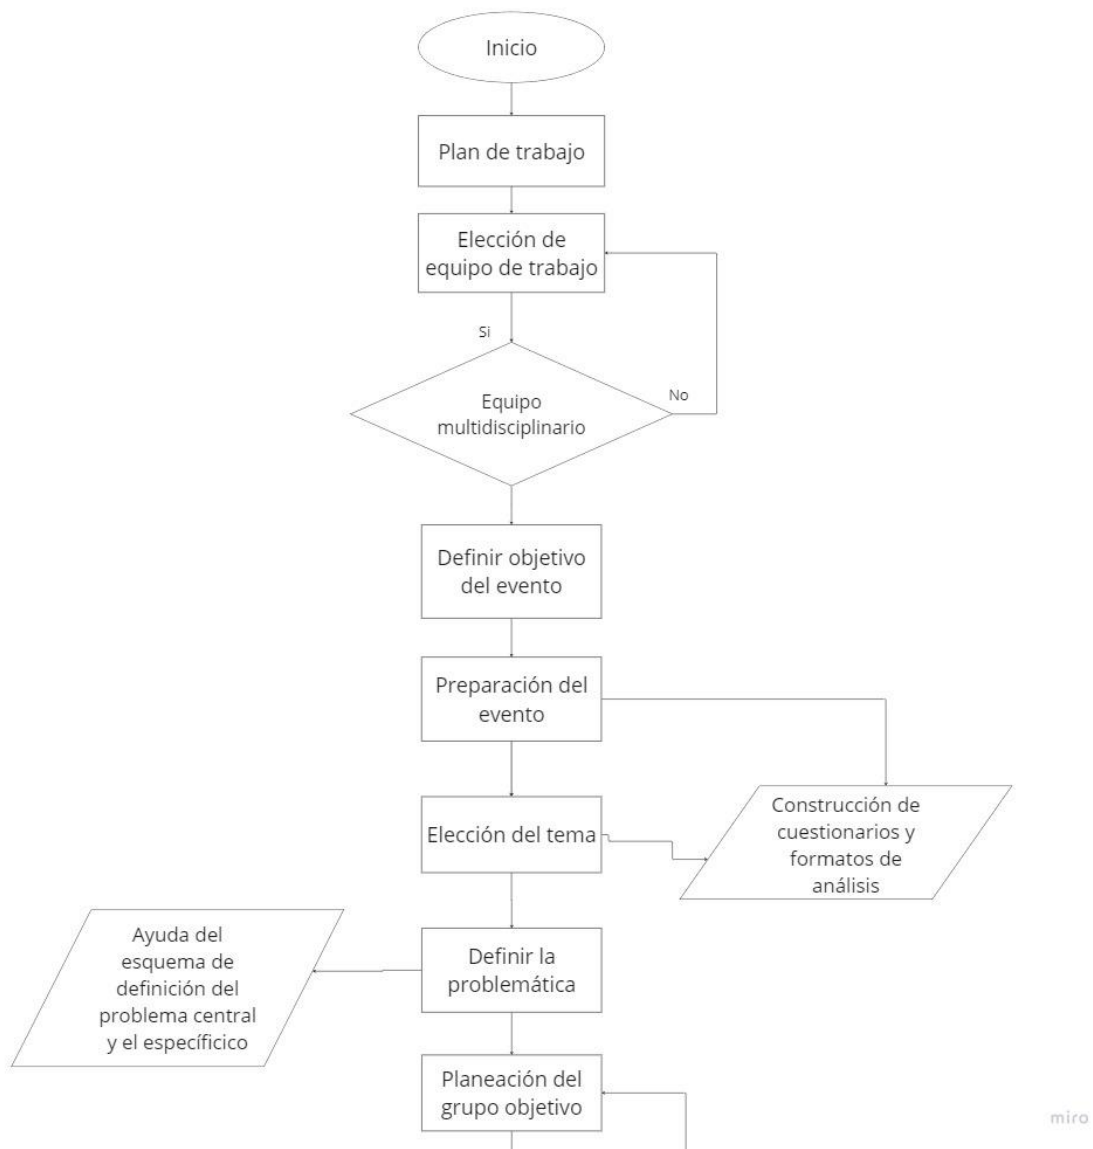 Inicio
Plan de trabajo
Elección de
equipo de trabajo
Si
Equipo
multidisciplinario
No
Definir objetivo
del evento
Preparación del
evento
Construcción de
cuestionarios y
formatos de
análisis
Elección del tema
Ayuda del
esquema de
definición del
problema central
y el específicico
Definir la
problemática
Planeación del
grupo objetivo
miro